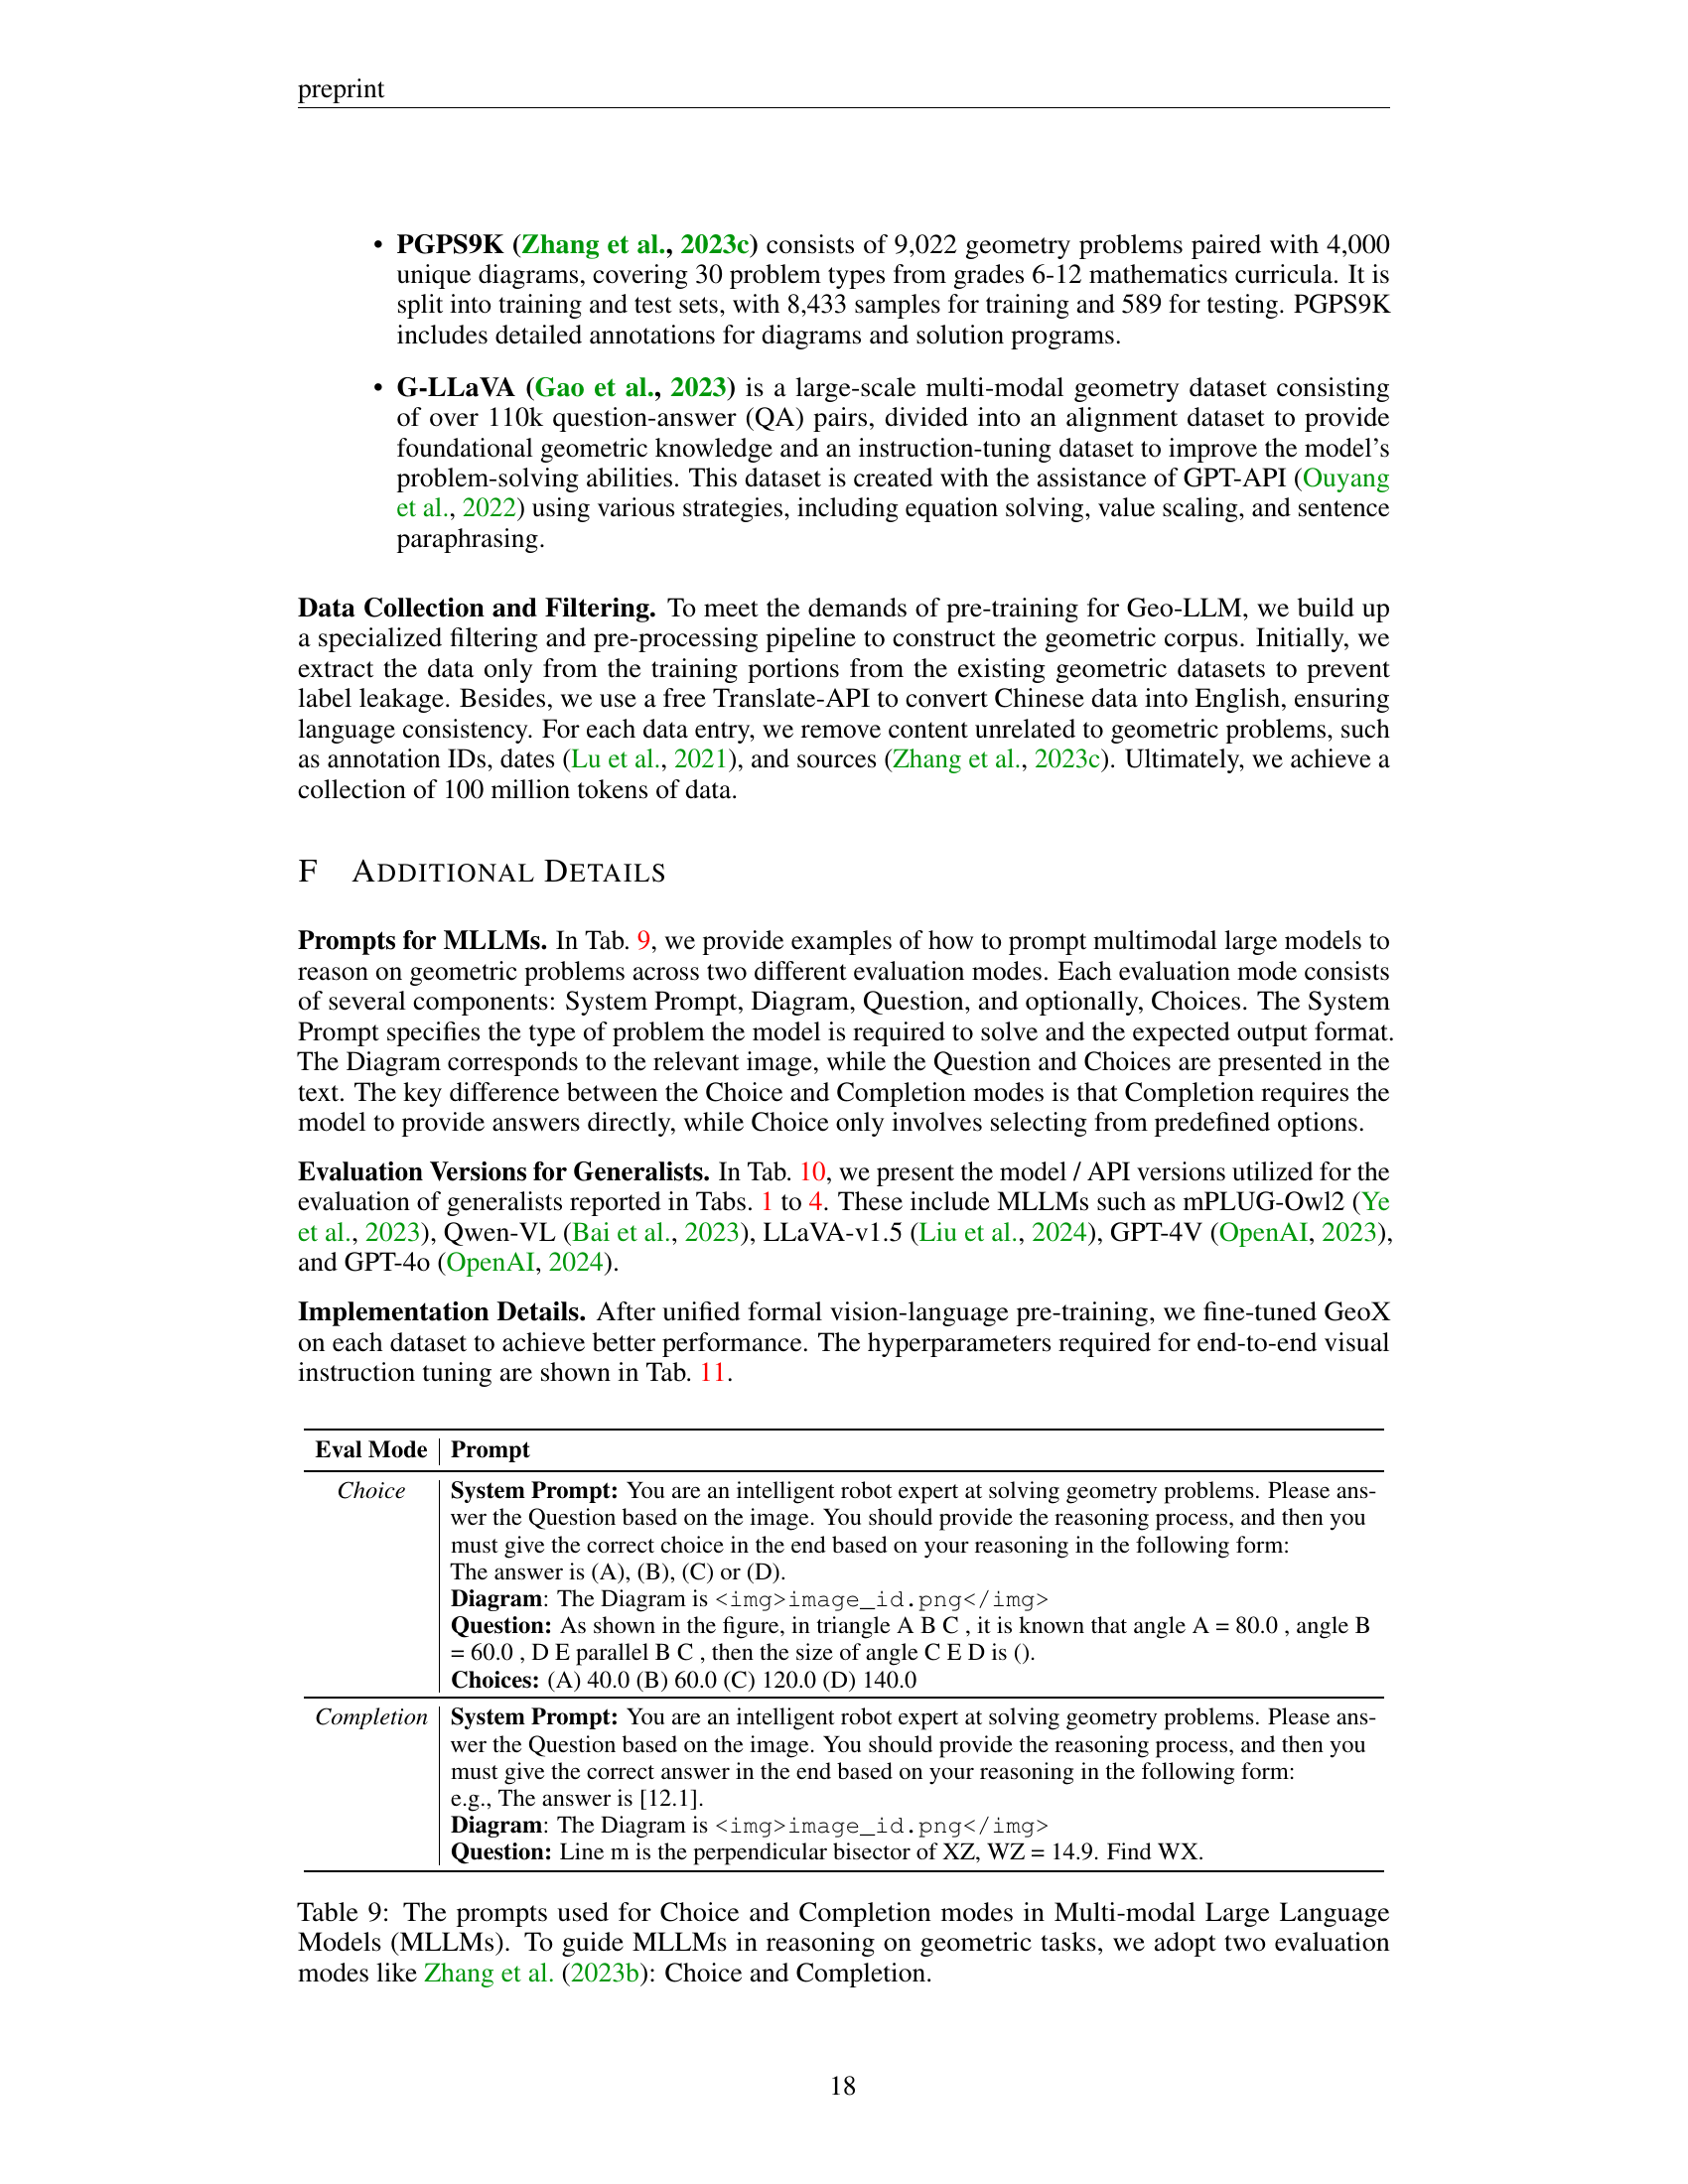 preprint
• PGPS9K (Zhang et al., 2023c) consists of 9,022 geometry problems paired with 4,000
unique diagrams, covering 30 problem types from grades 6-12 mathematics curricula. It is
split into training and test sets, with 8,433 samples for training and 589 for testing. PGPS9K
includes detailed annotations for diagrams and solution programs.
• G-LLaVA (Gao et al., 2023) is a large-scale multi-modal geometry dataset consisting
of over 110k question-answer (QA) pairs, divided into an alignment dataset to provide
foundational geometric knowledge and an instruction-tuning dataset to improve the model's
problem-solving abilities. This dataset is created with the assistance of GPT-API (Ouyang
et al., 2022) using various strategies, including equation solving, value scaling, and sentence
paraphrasing.
Data Collection and Filtering. To meet the demands of pre-training for Geo-LLM, we build up
a specialized filtering and pre-processing pipeline to construct the geometric corpus. Initially, we
extract the data only from the training portions from the existing geometric datasets to prevent
label leakage. Besides, we use a free Translate-API to convert Chinese data into English, ensuring
language consistency. For each data entry, we remove content unrelated to geometric problems, such
as annotation IDs, dates (Lu et al., 2021), and sources (Zhang et al., 2023c). Ultimately, we achieve a
collection of 100 million tokens of data.
F ADDITIONAL DETAILS
Prompts for MLLMs. In Tab. 9, we provide examples of how to prompt multimodal large models to
reason on geometric problems across two different evaluation modes. Each evaluation mode consists
of several components: System Prompt, Diagram, Question, and optionally, Choices. The System
Prompt specifies the type of problem the model is required to solve and the expected output format.
The Diagram corresponds to the relevant image, while the Question and Choices are presented in the
text. The key difference between the Choice and Completion modes is that Completion requires the
model to provide answers directly, while Choice only involves selecting from predefined options.
Evaluation Versions for Generalists. In Tab. 10, we present the model / API versions utilized for the
evaluation of generalists reported in Tabs. 1 to 4. These include MLLMs such as mPLUG-Owl2 (Ye
et al., 2023), Qwen-VL (Bai et al., 2023), LLaVA-v1.5 (Liu et al., 2024), GPT-4V (OpenAI, 2023),
and GPT-4o (OpenAI, 2024).
Implementation Details. After unified formal vision-language pre-training, we fine-tuned GeoX
on each dataset to achieve better performance. The hyperparameters required for end-to-end visual
instruction tuning are shown in Tab. 11.
Eval Mode Prompt
Choice System Prompt: You are an intelligent robot expert at solving geometry problems. Please ans-
wer the Question based on the image. You should provide the reasoning process, and then you
must give the correct choice in the end based on your reasoning in the following form:
The answer is (A), (B), (C) or (D).
Diagram: The Diagram is <img>image_id.png</img>
Question: As shown in the figure, in triangle A B C , it is known that angle A = 80.0 , angle B
= 60.0 , D E parallel B C , then the size of angle C E D is ().
Choices: (A) 40.0 (B) 60.0 (C) 120.0 (D) 140.0
Completion System Prompt: You are an intelligent robot expert at solving geometry problems. Please ans-
wer the Question based on the image. You should provide the reasoning process, and then you
must give the correct answer in the end based on your reasoning in the following form:
e.g., The answer is [12.1].
Diagram: The Diagram is <img>image_id.png</img>
Question: Line m is the perpendicular bisector of XZ, WZ = 14.9. Find WX.
Table 9: The prompts used for Choice and Completion modes in Multi-modal Large Language
Models (MLLMs). To guide MLLMs in reasoning on geometric tasks, we adopt two evaluation
modes like Zhang et al. (2023b): Choice and Completion.
18